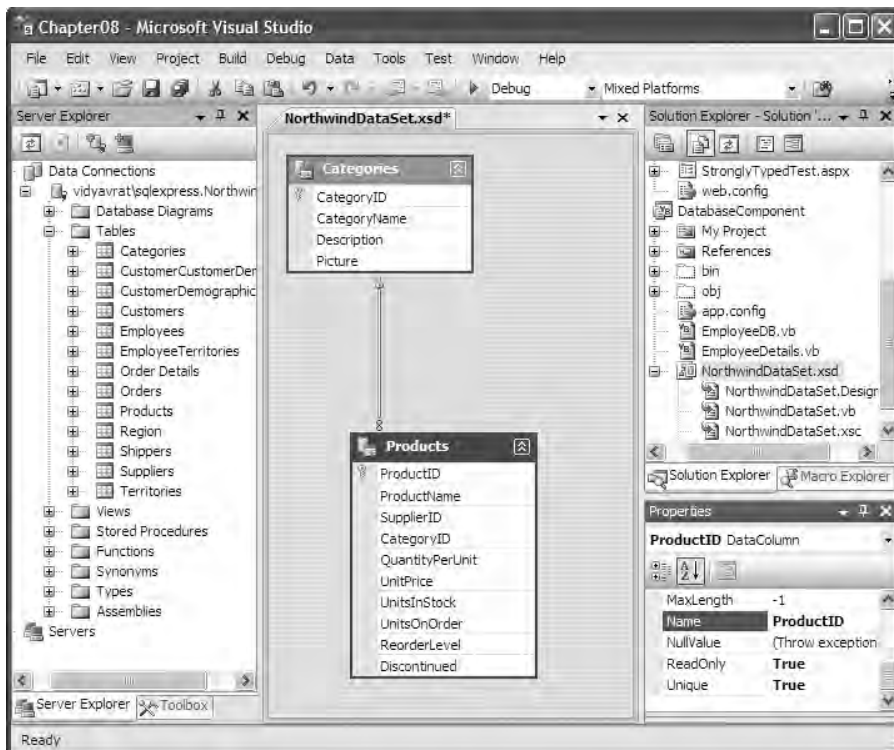 Chapter08 - Microsoft Visual Studio
File Edit View Project Build Debug Data Tools Test Window Help
Debug Mixed Platforms
Server Explorer
Data Connections
vidyavrat\sqlexpress.Northwin
Database Diagrams
Tables
Categories
CustomerCustomerDer
CustomerDemographic
Customers
Employees
EmployeeTerritories
Order Details
Orders
Products
Region
Shippers
Suppliers
Territories
Views
Stored Procedures
Functions
Synonyms
Types
Assemblies
Servers
Server Explorer Toolbox
NorthwindDataSet.xsd*
Categories
CategoryID
CategoryName
Description
Picture
Products
ProductID
ProductName
SupplierID
CategoryID
QuantityPerUnit
UnitPrice
UnitsInStock
UnitsOnOrder
ReorderLevel
Discontinued
Solution Explorer - Solution '...
StronglyTypedTest.aspx
web.config
DatabaseComponent
My Project
References
bin
obj
app.config
EmployeeDB.vb
EmployeeDetails.vb
NorthwindDataSet.xsd
NorthwindDataSet.Design
NorthwindDataSet.vb
NorthwindDataSet.xsc
Solution Explorer Macro Explorer
Properties
ProductID DataColumn
MaxLength -1
Name ProductID
NullValue (Throw exception
ReadOnly True
Unique True
Ready